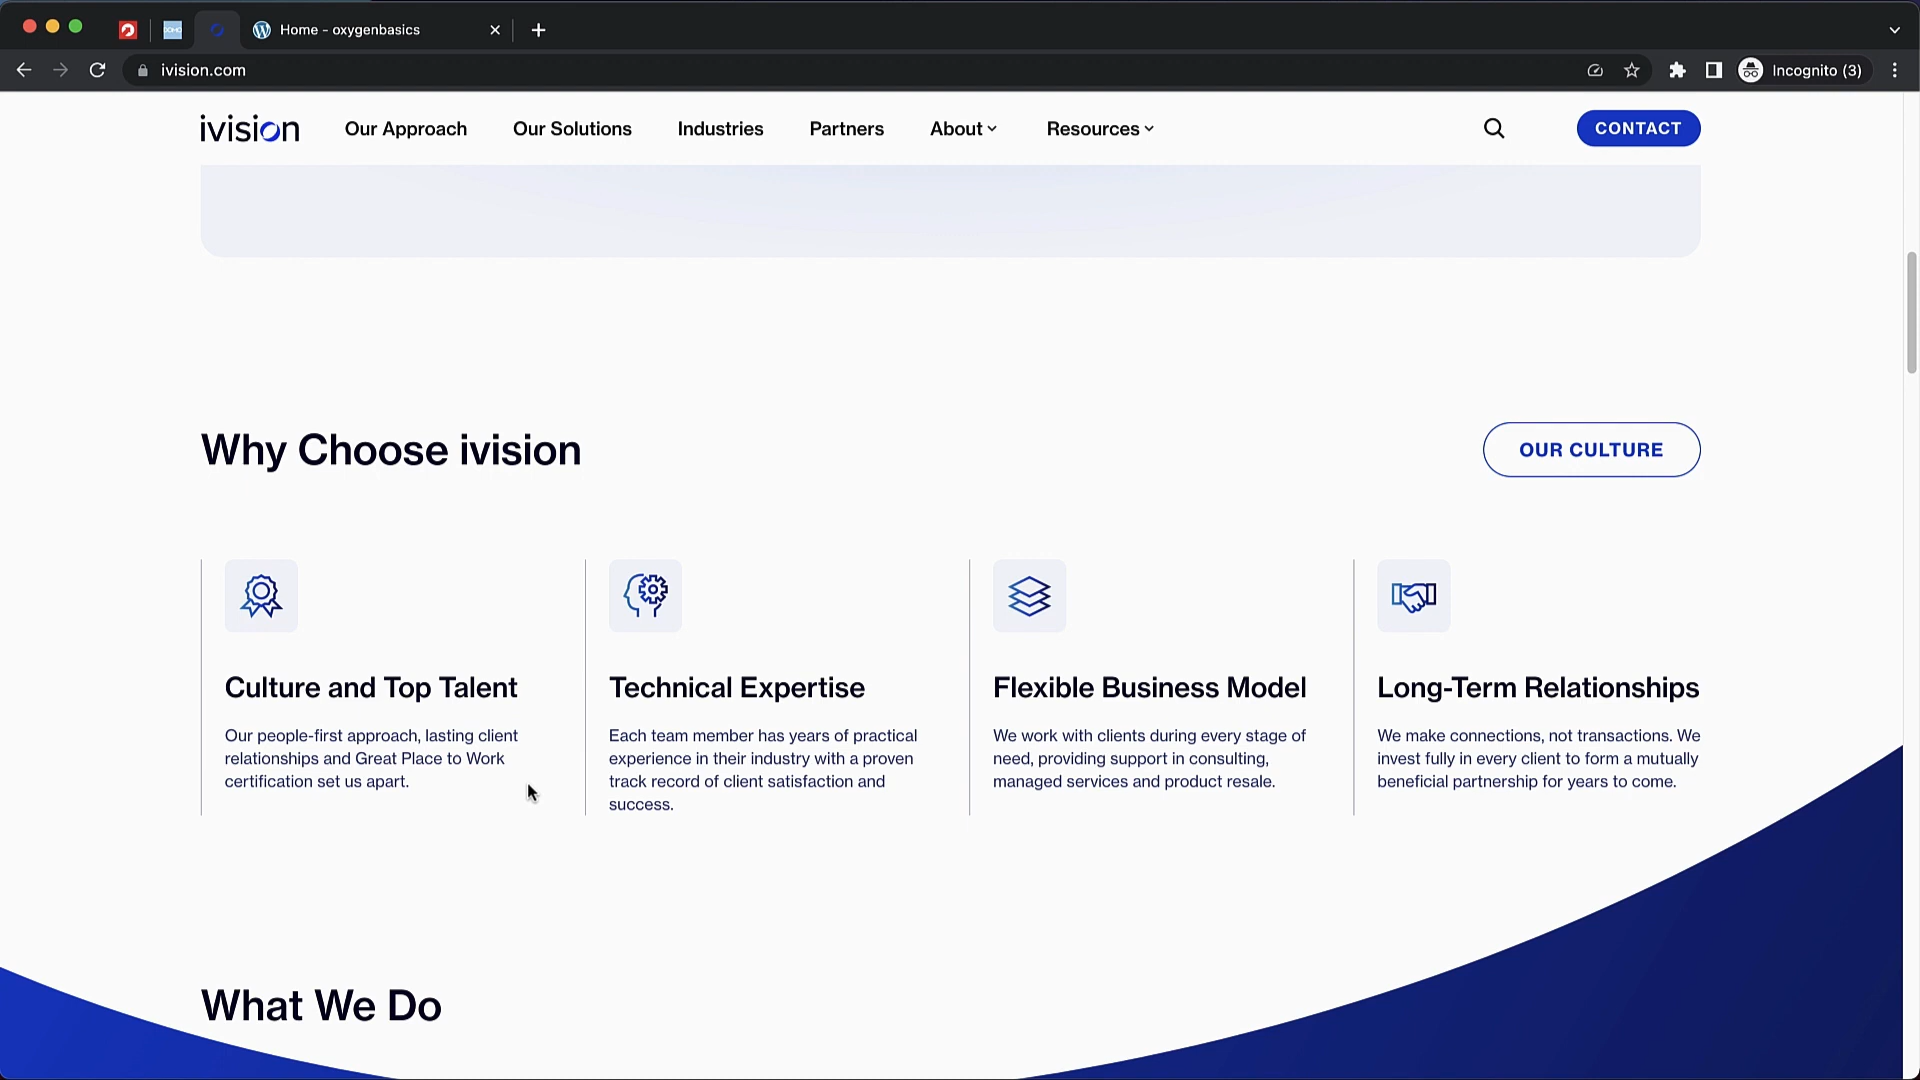 Home - oxygenbasics
ivision.com
Incognito (3)
ivision
Our Approach
Our Solutions
Industries
Partners
About
Resources
CONTACT
Why Choose ivision
OUR CULTURE
Culture and Top Talent
Our people-first approach, lasting client
relationships and Great Place to Work
certification set us apart.
Technical Expertise
Each team member has years of practical
experience in their industry with a proven
track record of client satisfaction and
success.
Flexible Business Model
We work with clients during every stage of
need, providing support in consulting,
managed services and product resale.
Long-Term Relationships
We make connections, not transactions. We
invest fully in every client to form a mutually
beneficial partnership for years to come.
What We Do